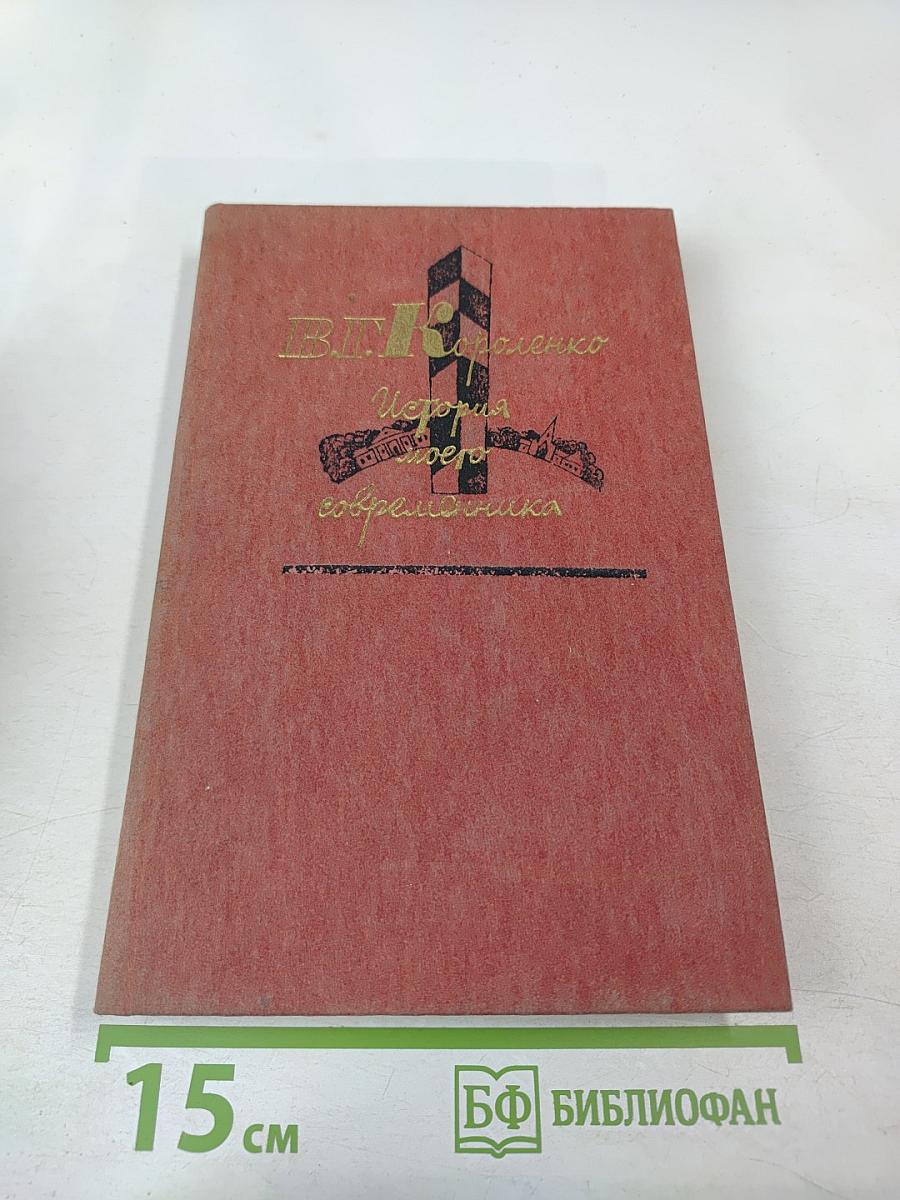 В.Г. Короленко
История
моего
современника
15 см
БФ БИБЛИОФАН